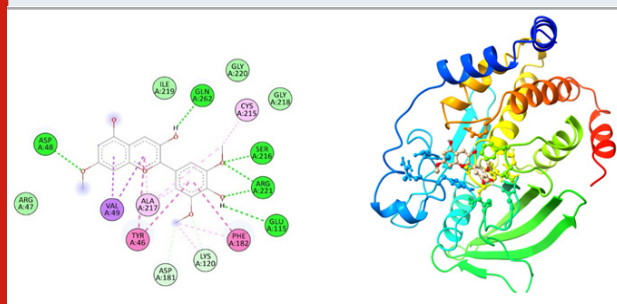 GLY
A:220
ILE
A:219
GLN
A:262
GLY
A:218
CYS
A:215
H
O
O
ASP
A:48
O
SER
A:216
O
O
ARG
A:221
O
H
ARG
A:47
VAL
A:49
ALA
A:217
O
GLU
A:115
TYR
A:46
PHE
A:182
LYS
A:120
ASP
A:181